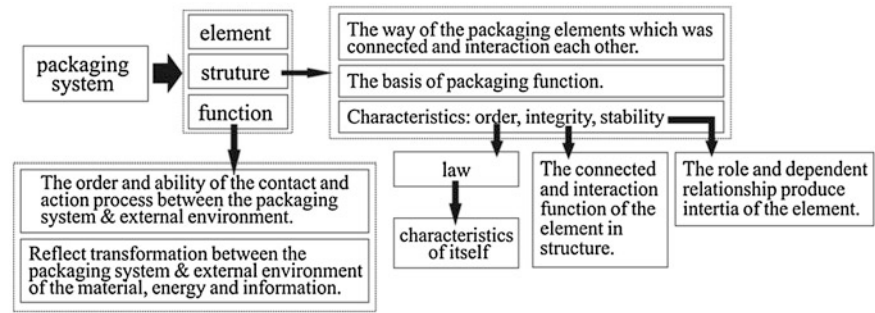 packaging
system
element
struture
function
The way of the packaging elements which was
connected and interaction each other.
The basis of packaging function.
Characteristics: order, integrity, stability
The order and ability of the contact and
action process between the packaging
system & external environment.
Reflect transformation between the
packaging system & external environment
of the material, energy and information.
law
characteristics
of itself
The connected
and interaction
function of the
element in
structure.
The role and dependent
relationship produce
intertia of the element.